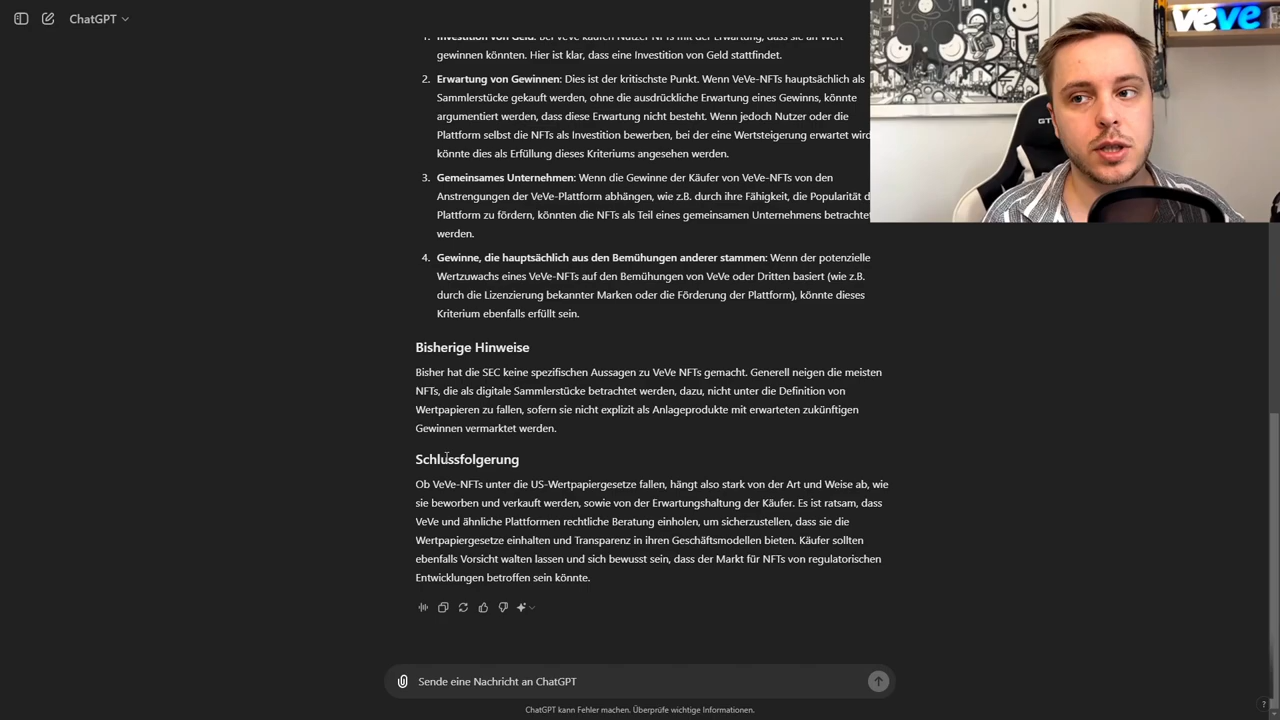 ChatGPT
1. Investition von Geld: Bei VeVe kaufen Nutzer NFTs mit der Erwartung, dass sie an Wert
gewinnen könnten. Hier ist klar, dass eine Investition von Geld stattfindet.
2. Erwartung von Gewinnen: Dies ist der kritischste Punkt. Wenn VeVe-NFTs hauptsächlich als
Sammlerstücke gekauft werden, ohne die ausdrückliche Erwartung eines Gewinns, könnte
argumentiert werden, dass diese Erwartung nicht besteht. Wenn jedoch Nutzer oder die
Plattform selbst die NFTs als Investition bewerben, bei der eine Wertsteigerung erwartet wird
könnte dies als Erfüllung dieses Kriteriums angesehen werden.
3. Gemeinsames Unternehmen: Wenn die Gewinne der Käufer von VeVe-NFTs von den
Anstrengungen der VeVe-Plattform abhängen, wie z.B. durch ihre Fähigkeit, die Popularität d
Plattform zu fördern, könnten die NFTs als Teil eines gemeinsamen Unternehmens betrachtet
werden.
4. Gewinne, die hauptsächlich aus den Bemühungen anderer stammen: Wenn der potenzielle
Wertzuwachs eines VeVe-NFTs auf den Bemühungen von VeVe oder Dritten basiert (wie z.B.
durch die Lizenzierung bekannter Marken oder die Förderung der Plattform), könnte dieses
Kriterium ebenfalls erfüllt sein.
Bisherige Hinweise
Bisher hat die SEC keine spezifischen Aussagen zu VeVe NFTs gemacht. Generell neigen die meisten
NFTs, die als digitale Sammlerstücke betrachtet werden, dazu, nicht unter die Definition von
Wertpapieren zu fallen, sofern sie nicht explizit als Anlageprodukte mit erwarteten zukünftigen
Gewinnen vermarktet werden.
Schlussfolgerung
Ob VeVe-NFTs unter die US-Wertpapiergesetze fallen, hängt also stark von der Art und Weise ab, wie
sie beworben und verkauft werden, sowie von der Erwartungshaltung der Käufer. Es ist ratsam, dass
VeVe und ähnliche Plattformen rechtliche Beratung einholen, um sicherzustellen, dass sie die
Wertpapiergesetze einhalten und Transparenz in ihren Geschäftsmodellen bieten. Käufer sollten
ebenfalls Vorsicht walten lassen und sich bewusst sein, dass der Markt für NFTs von regulatorischen
Entwicklungen betroffen sein könnte.
Sende eine Nachricht an ChatGPT
ChatGPT kann Fehler machen. Überprüfe wichtige Informationen.
?
veve
GT